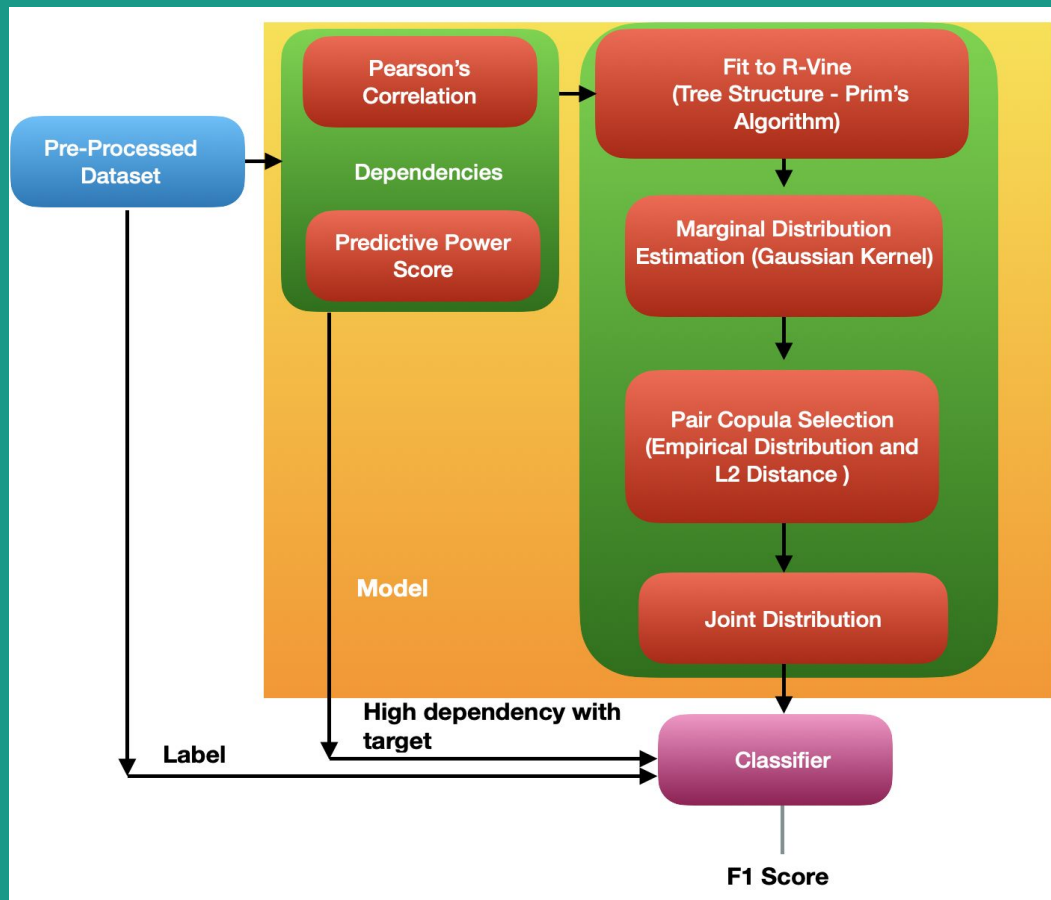 Pearson's
Correlation
Fit to R-Vine
(Tree Structure - Prim's
Algorithm)
Pre-Processed
Dataset
Dependencies
Predictive Power
Score
Marginal Distribution
Estimation (Gaussian Kernel)
Pair Copula Selection
(Empirical Distribution and
L2 Distance )
Model
Joint Distribution
High dependency with
target
Label
Classifier
F1 Score